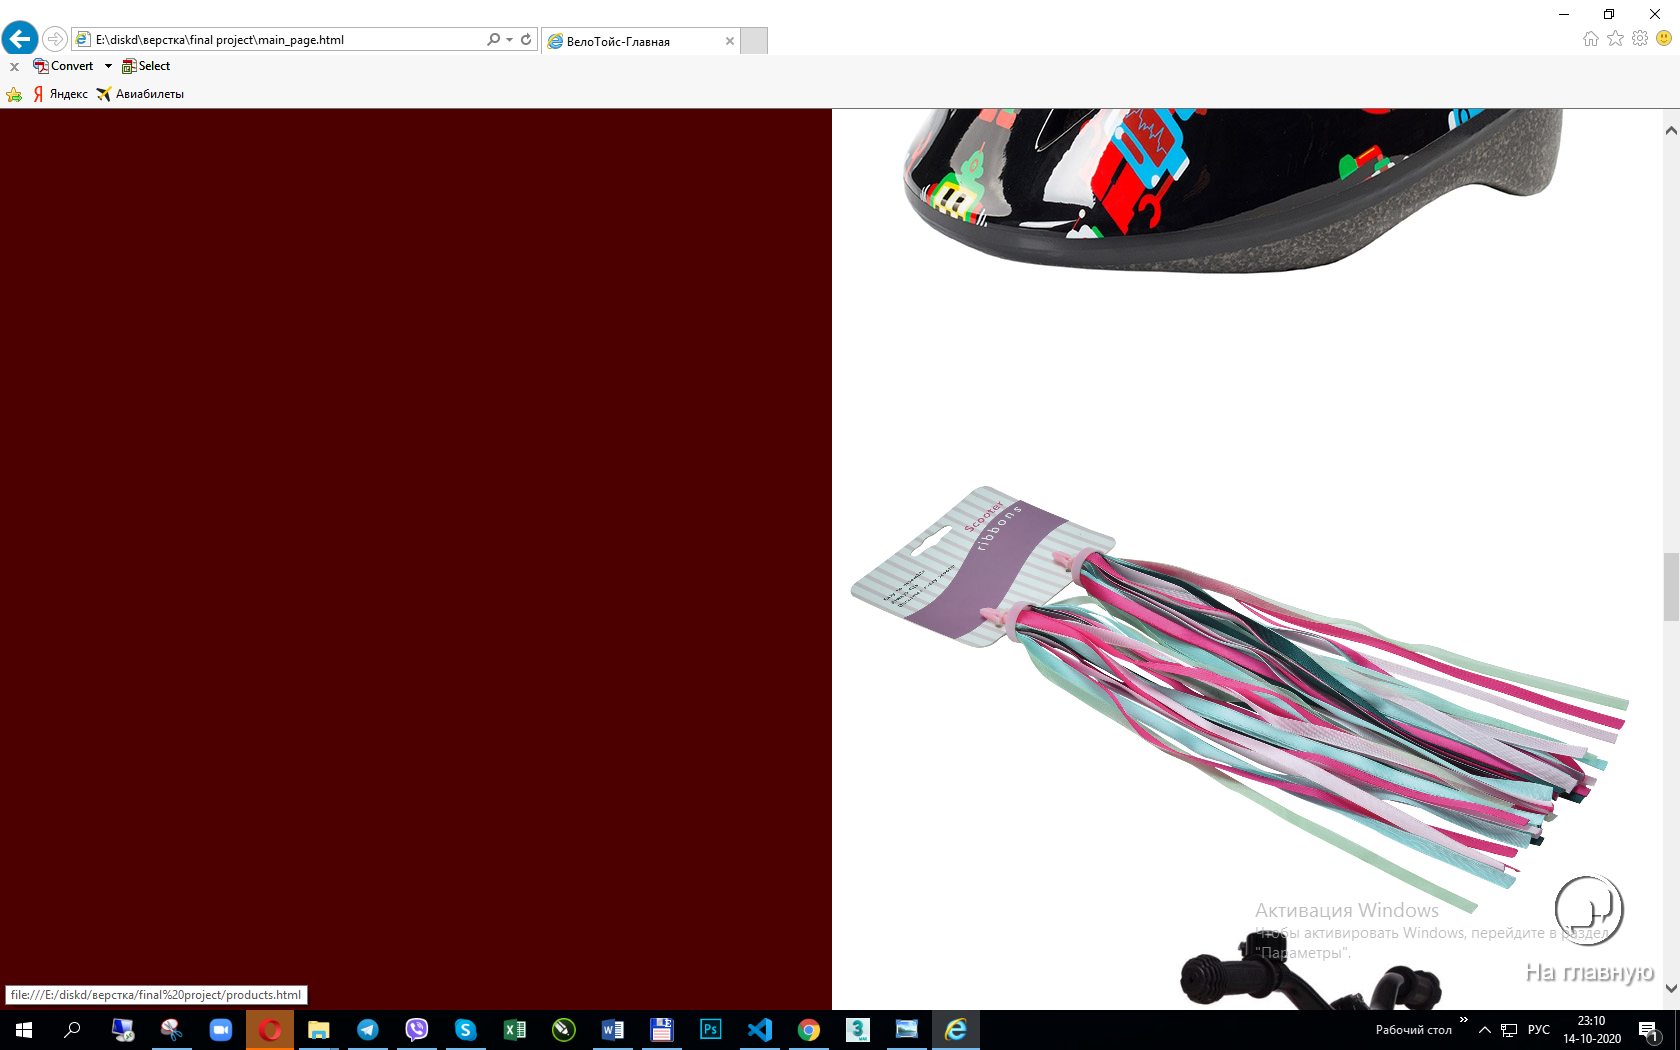 E:\diskd\верстка\final project\main_page.html
ВелоТойс-Главная
Convert
Select
Яндекс
Авиабилеты
Scooter
ribbons
Активация Windows
Чтобы активировать Windows, перейдите в раздел
"Параметры".
На главную
file:///E:/diskd/верстка/final%20project/products.html
Рабочий стол
РУС
23:10
14-10-2020
1